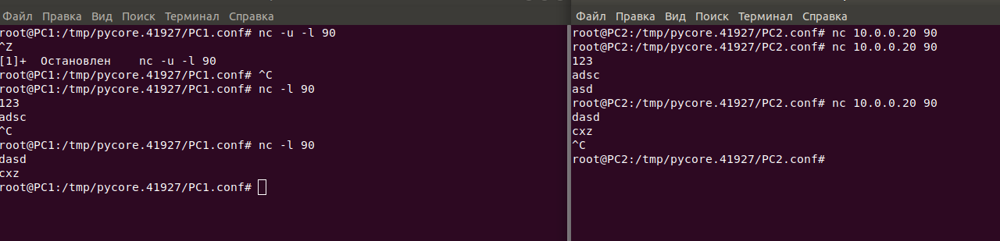 Файл Правка Вид Поиск Терминал Справка
root@PC1:/tmp/pycore.41927/PC1.conf# nc -u -l 90
^Z
[1]+  Остановлен    nc -u -l 90
root@PC1:/tmp/pycore.41927/PC1.conf# ^C
root@PC1:/tmp/pycore.41927/PC1.conf# nc -l 90
123
adsc
^C
root@PC1:/tmp/pycore.41927/PC1.conf# nc -l 90
dasd
cxz
root@PC1:/tmp/pycore.41927/PC1.conf#
Файл Правка Вид Поиск Терминал Справка
root@PC2:/tmp/pycore.41927/PC2.conf# nc 10.0.0.20 90
root@PC2:/tmp/pycore.41927/PC2.conf# nc 10.0.0.20 90
123
adsc
asd
root@PC2:/tmp/pycore.41927/PC2.conf# nc 10.0.0.20 90
dasd
cxz
^C
root@PC2:/tmp/pycore.41927/PC2.conf#